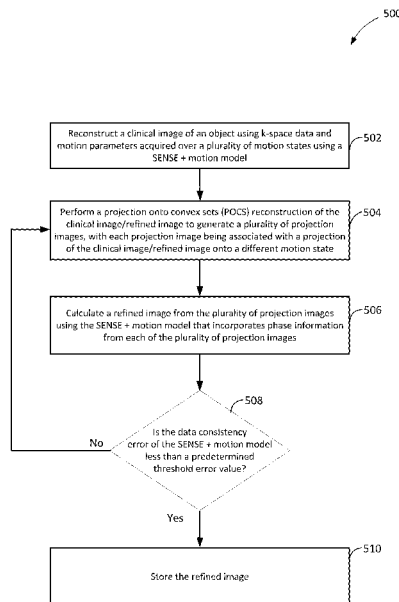 500
Reconstruct a clinical image of an object using k-space data and
motion parameters acquired over a plurality of motion states using a
SENSE + motion model
502
Perform a projection onto convex sets (POCS) reconstruction of the
clinical image/refined image to generate a plurality of projection
images, with each projection image being associated with a projection
of the clinical image/refined image onto a different motion state
504
Calculate a refined image from the plurality of projection images
using the SENSE + motion model that incorporates phase information
from each of the plurality of projection images
506
508
Is the data consistency
error of the SENSE + motion model
less than a predetermined
threshold error value?
No
Yes
Store the refined image
510